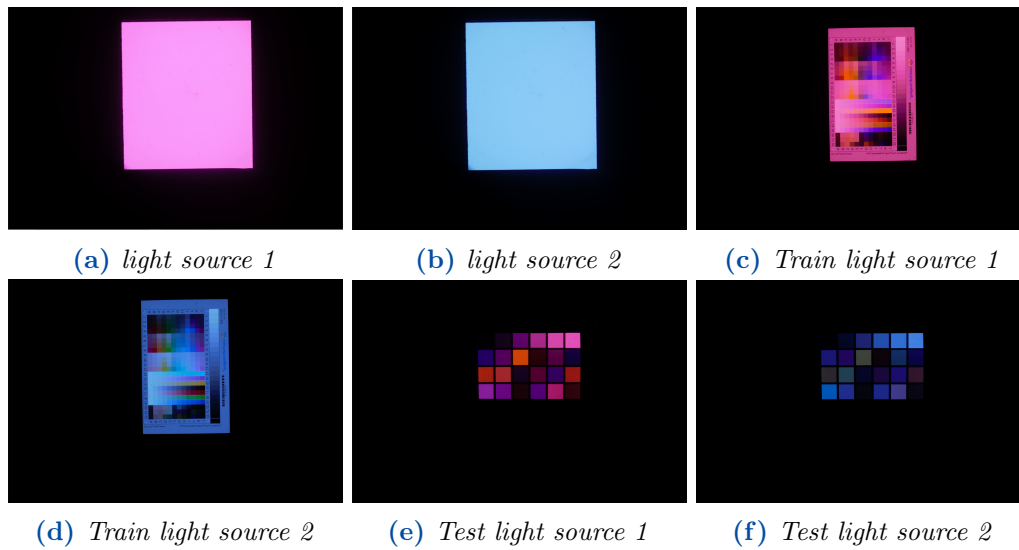 (a) light source 1
(b) light source 2
(c) Train light source 1
(d) Train light source 2
(e) Test light source 1
(f) Test light source 2